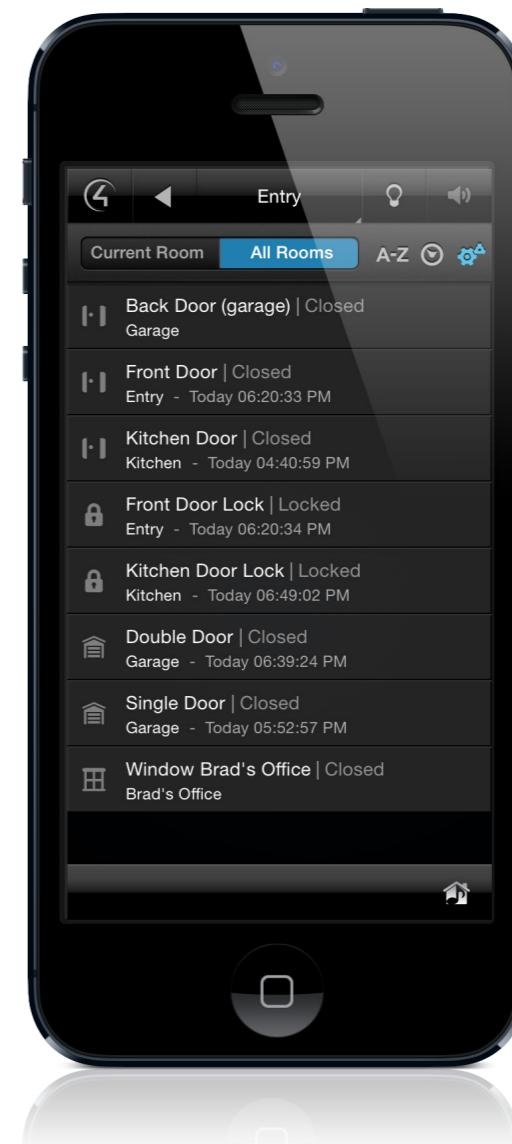 4
Entry
Current Room All Rooms A-Z
Back Door (garage) | Closed
Garage
Front Door | Closed
Entry - Today 06:20:33 PM
Kitchen Door | Closed
Kitchen - Today 04:40:59 PM
Front Door Lock | Locked
Entry - Today 06:20:34 PM
Kitchen Door Lock | Locked
Kitchen - Today 06:49:02 PM
Double Door | Closed
Garage - Today 06:39:24 PM
Single Door | Closed
Garage - Today 05:52:57 PM
Window Brad's Office | Closed
Brad's Office